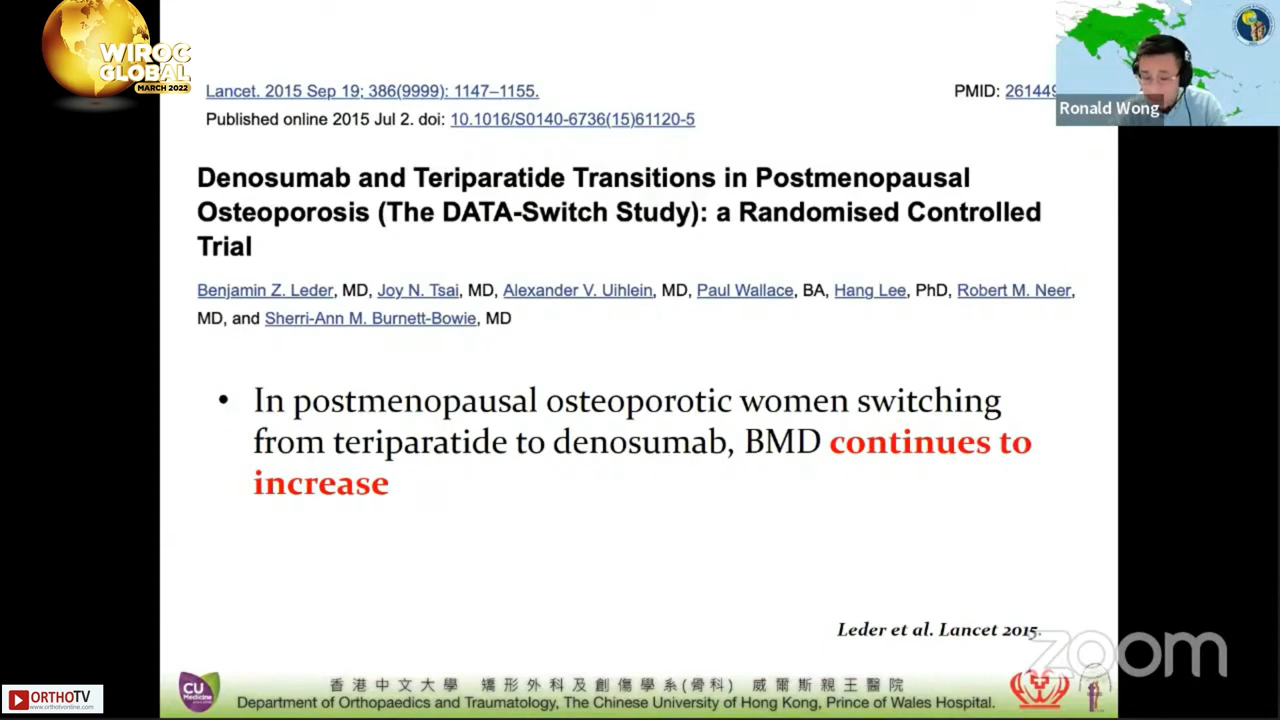 WIROC
GLOBAL
MARCH 2022
Ronald Wong
Lancet. 2015 Sep 19; 386(9999): 1147–1155.
PMID: 261449
Published online 2015 Jul 2. doi: 10.1016/S0140-6736(15)61120-5
Denosumab and Teriparatide Transitions in Postmenopausal
Osteoporosis (The DATA-Switch Study): a Randomised Controlled
Trial
Benjamin Z. Leder, MD, Joy N. Tsai, MD, Alexander V. Uihlein, MD, Paul Wallace, BA, Hang Lee, PhD, Robert M. Neer,
MD, and Sherri-Ann M. Burnett-Bowie, MD
• In postmenopausal osteoporotic women switching
from teriparatide to denosumab, BMD continues to
increase
Leder et al. Lancet 2015.
zoom
CU
Medicine
香港中文大學 矯形外科及創傷學系(骨科) 威爾斯親王醫院
Department of Orthopaedics and Traumatology, The Chinese University of Hong Kong, Prince of Wales Hospital.
ORTHOTV
www.orthotvonline.com